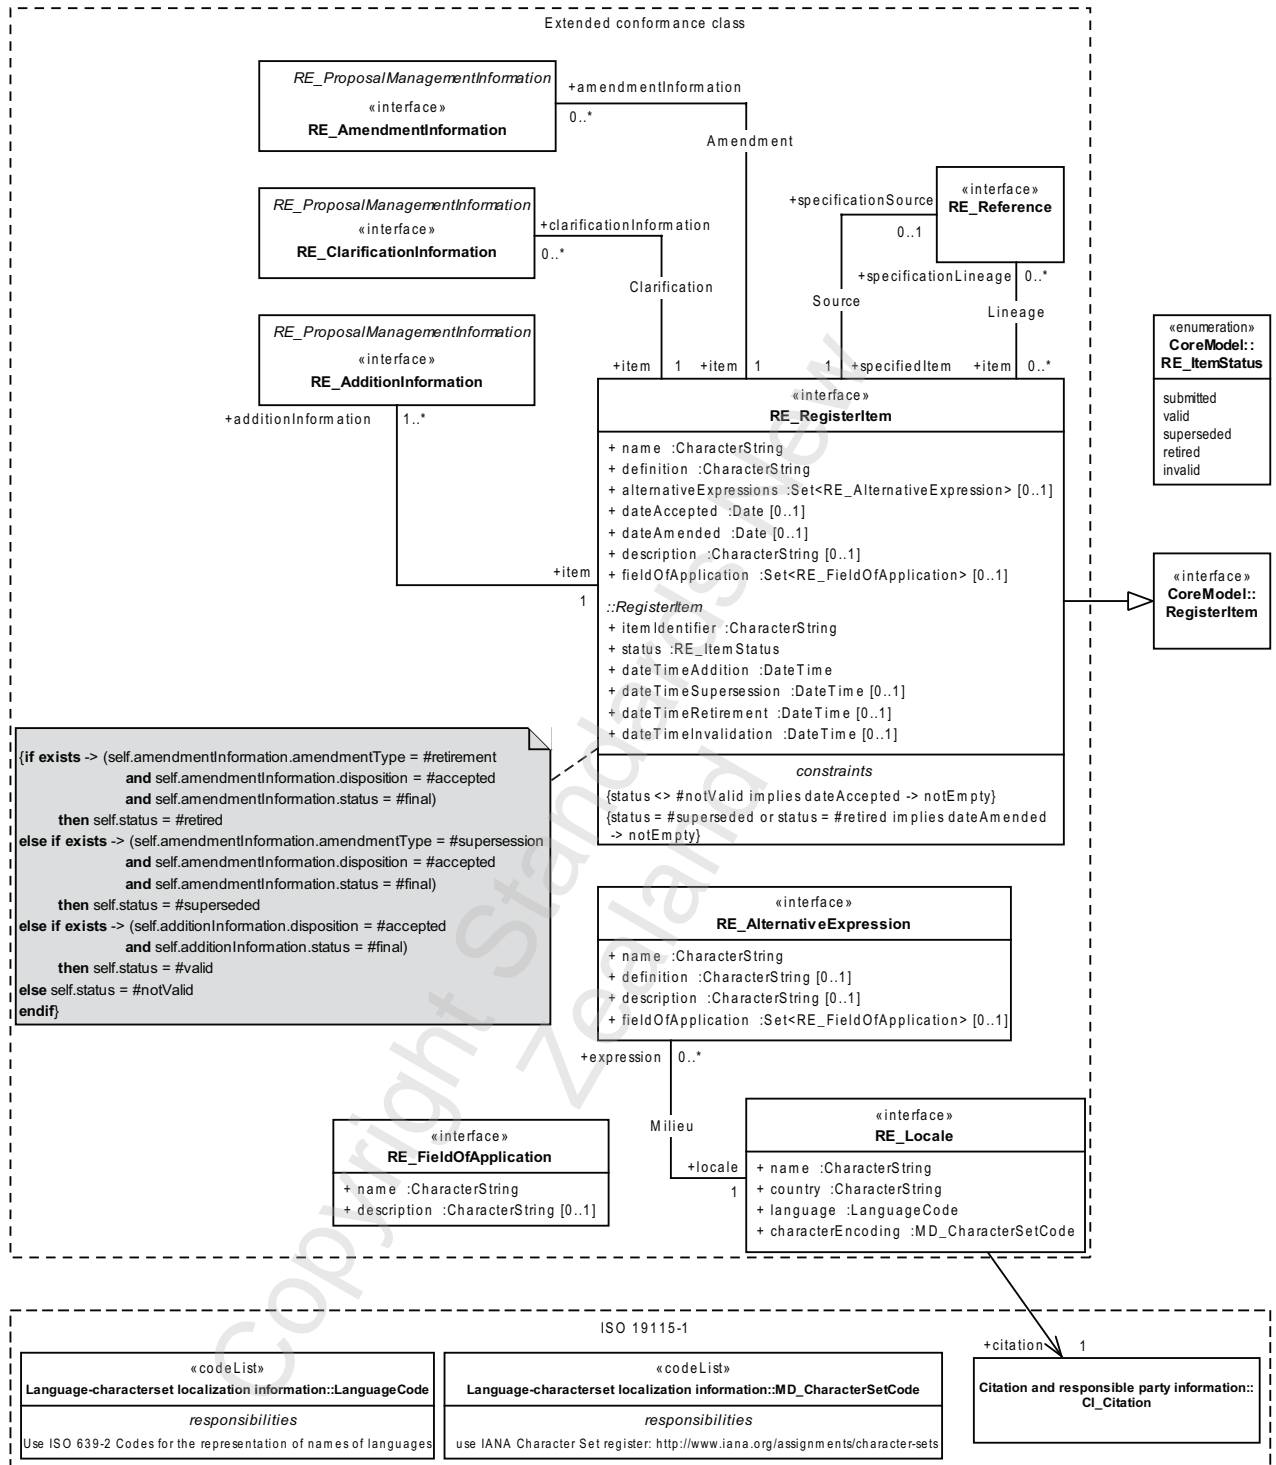 Extended conformance class
RE_ProposalManagementInformation
«interface»
RE_AmendmentInformation
+amendmentInformation
0..*
Amendment
RE_ProposalManagementInformation
«interface»
RE_ClarificationInformation
+clarificationInformation
0..*
Clarification
«interface»
RE_Reference
+specificationSource
0..1
+specificationLineage
0..*
Source
Lineage
RE_ProposalManagementInformation
«interface»
RE_AdditionInformation
+additionInformation
1..*
+item
1
+item
1
1
+specifiedItem
+item
0..*
«enumeration»
CoreModel::
RE_ItemStatus
submitted
valid
superseded
retired
invalid
«interface»
RE_RegisterItem
+ name :CharacterString
+ definition :CharacterString
+ alternativeExpressions :Set<RE_AlternativeExpression> [0..1]
+ dateAccepted :Date [0..1]
+ dateAmended :Date [0..1]
+ description :CharacterString [0..1]
+ fieldOfApplication :Set<RE_FieldOfApplication> [0..1]
::RegisterItem
+ itemIdentifier :CharacterString
+ status :RE_ItemStatus
+ dateTimeAddition :DateTime
+ dateTimeSupersession :DateTime [0..1]
+ dateTimeRetirement :DateTime [0..1]
+ dateTimeInvalidation :DateTime [0..1]
constraints
{status <> #notValid implies dateAccepted -> notEmpty}
{status = #superseded or status = #retired implies dateAmended
-> notEmpty}
+item
1
«interface»
CoreModel::
RegisterItem
{if exists -> (self.amendmentInformation.amendmentType = #retirement
and self.amendmentInformation.disposition = #accepted
and self.amendmentInformation.status = #final)
then self.status = #retired
else if exists -> (self.amendmentInformation.amendmentType = #supersession
and self.amendmentInformation.disposition = #accepted
and self.amendmentInformation.status = #final)
then self.status = #superseded
else if exists -> (self.additionInformation.disposition = #accepted
and self.additionInformation.status = #final)
then self.status = #valid
else self.status = #notValid
endif}
«interface»
RE_AlternativeExpression
+ name :CharacterString
+ definition :CharacterString [0..1]
+ description :CharacterString [0..1]
+ fieldOfApplication :Set<RE_FieldOfApplication> [0..1]
+expression
0..*
Milieu
+locale
1
«interface»
RE_FieldOfApplication
+ name :CharacterString
+ description :CharacterString [0..1]
«interface»
RE_Locale
+ name :CharacterString
+ country :CharacterString
+ language :LanguageCode
+ characterEncoding :MD_CharacterSetCode
ISO 19115-1
+citation
1
«codeList»
Language-characterset localization information::LanguageCode
responsibilities
Use ISO 639-2 Codes for the representation of names of languages
«codeList»
Language-characterset localization information::MD_CharacterSetCode
responsibilities
use IANA Character Set register: http://www.iana.org/assignments/character-sets
Citation and responsible party information::
CI_Citation
Copyright Standards New
Zealand